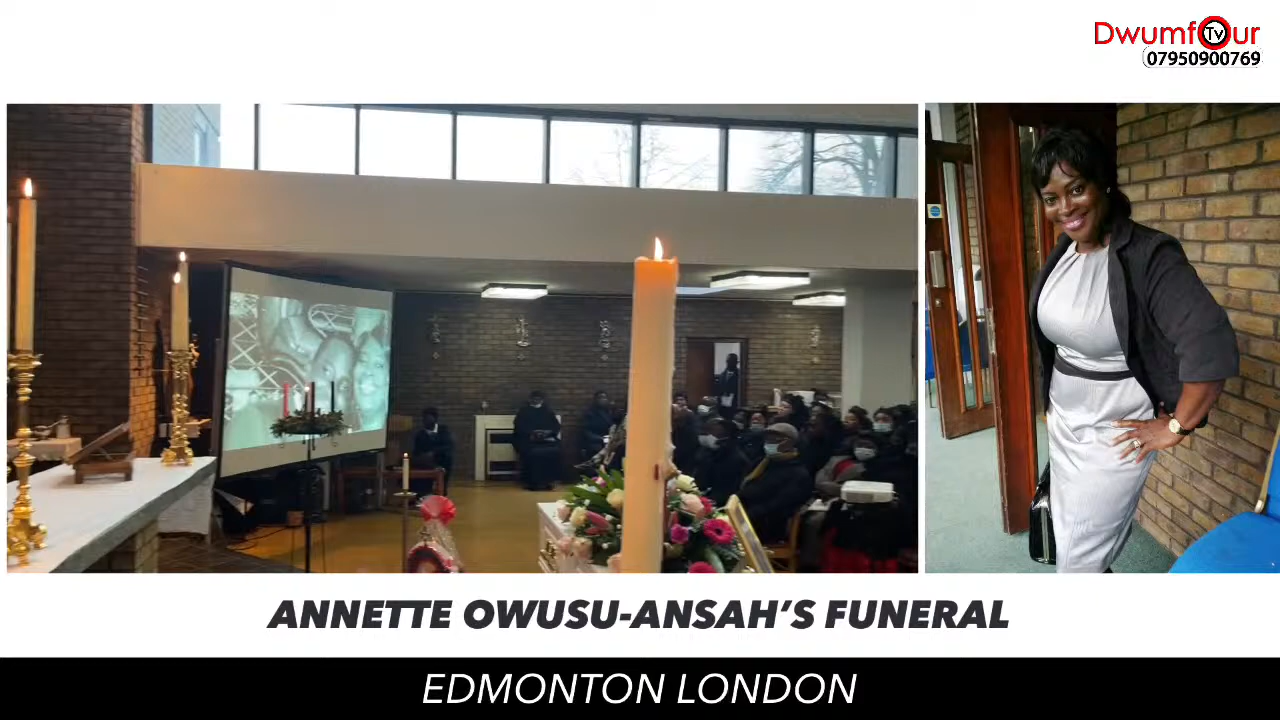 DwumfOur
Tv
07950900769
ANNETTE OWUSU-ANSAH’S FUNERAL
EDMONTON LONDON